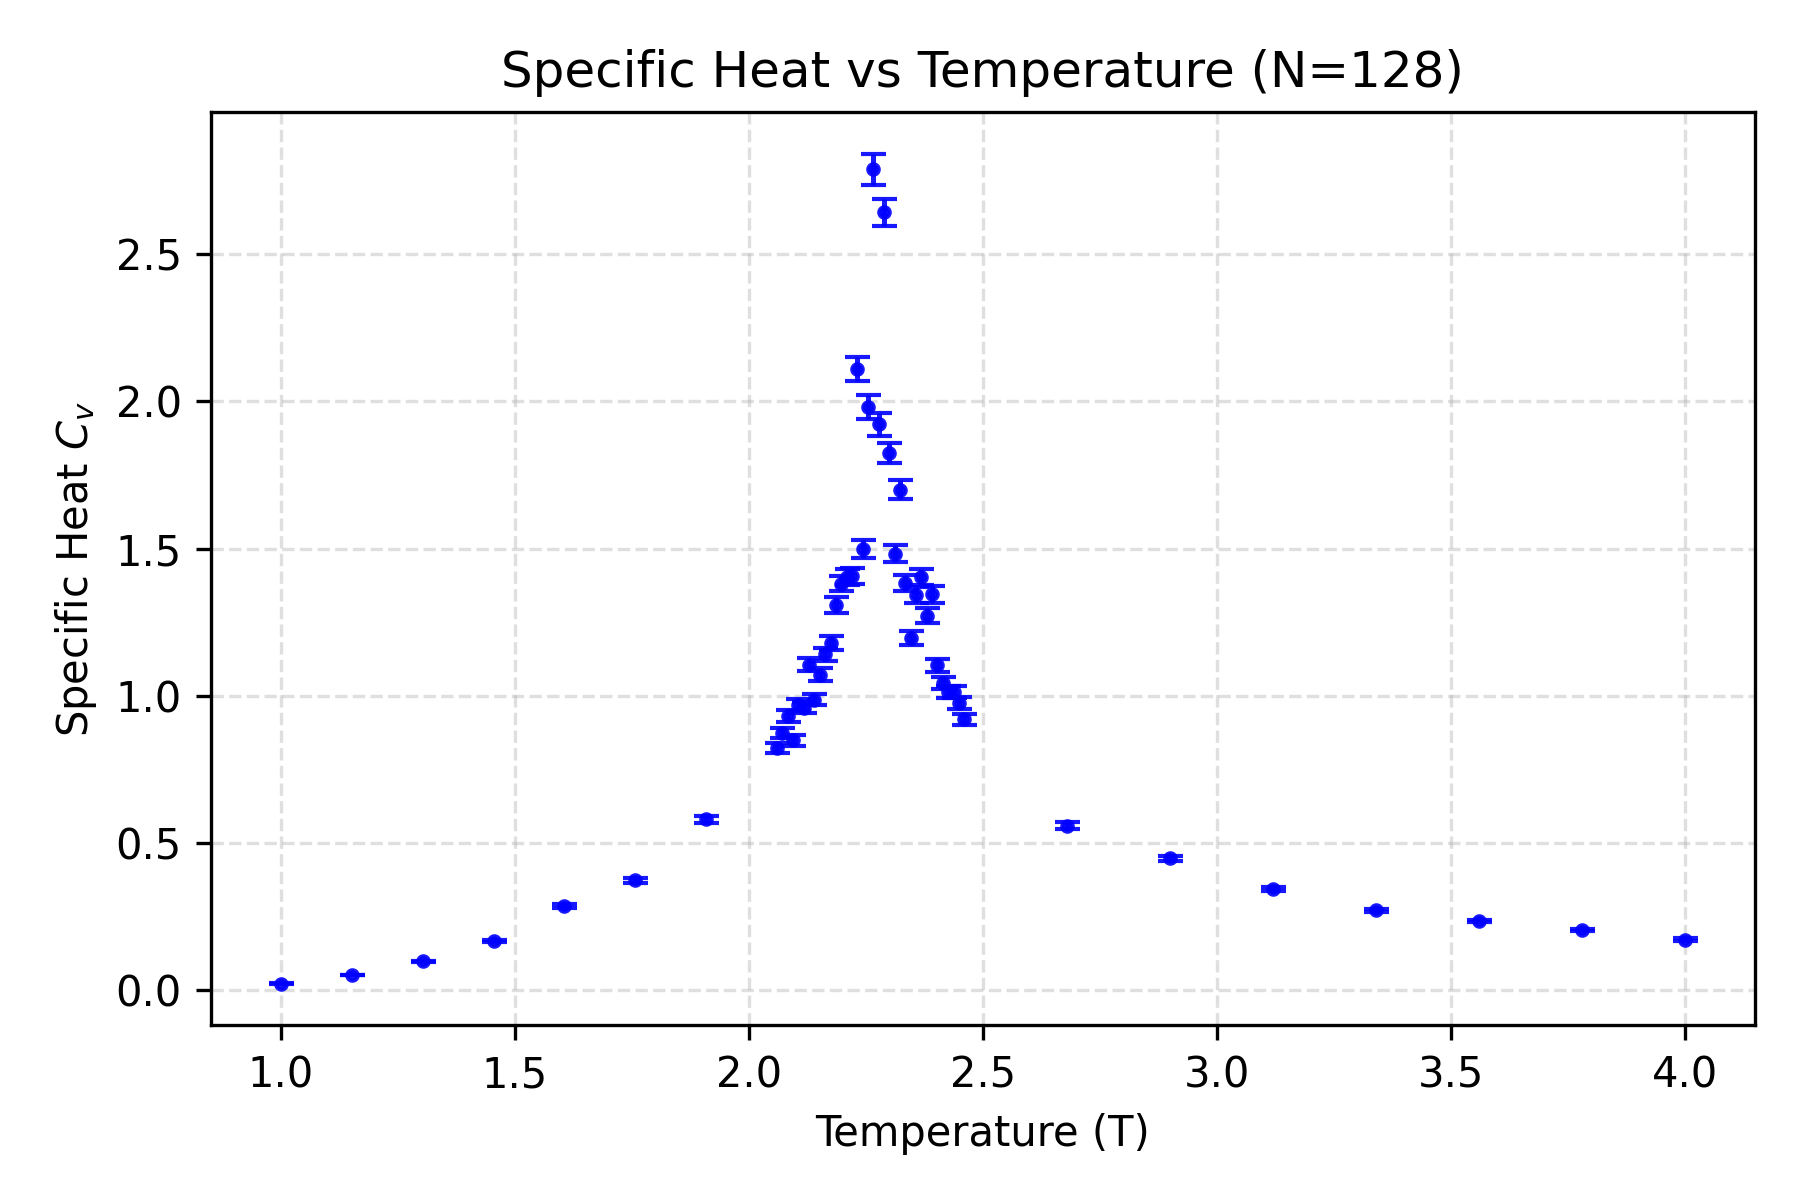 Specific Heat vs Temperature (N=128)
Specific Heat Cᵥ
2.5
2.0
1.5
1.0
0.5
0.0
1.0 1.5 2.0 2.5 3.0 3.5 4.0
Temperature (T)